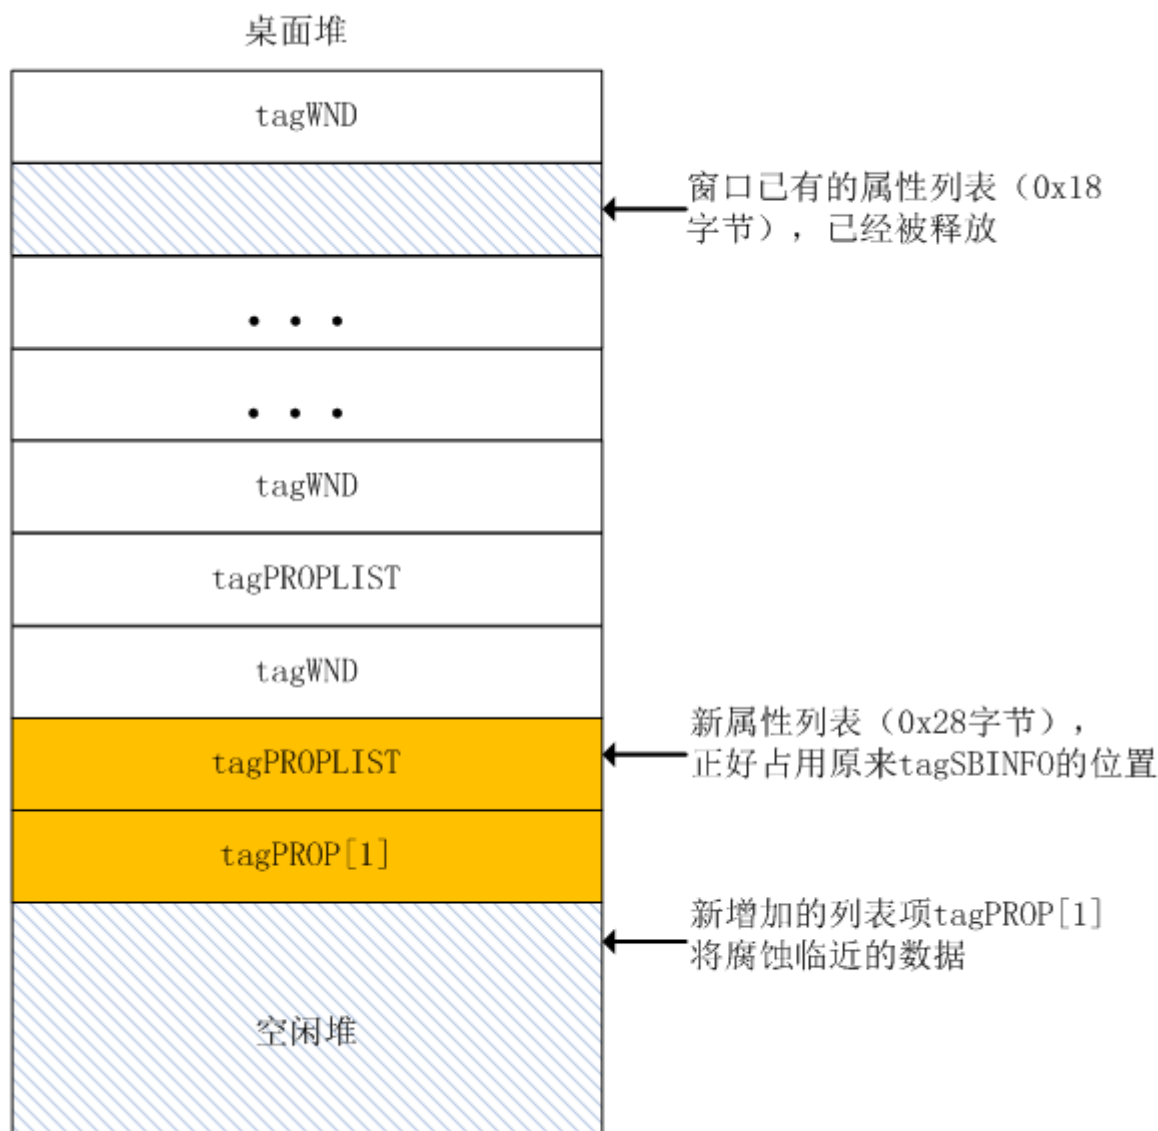 桌面堆
tagWND
窗口已有的属性列表（0x18
字节），已经被释放
• • •
• • •
tagWND
tagPROPLIST
tagWND
tagPROPLIST
新属性列表（0x28字节），
正好占用原来tagSBINFO的位置
tagPROP[1]
新增加的列表项tagPROP[1]
将腐蚀临近的数据
空闲堆